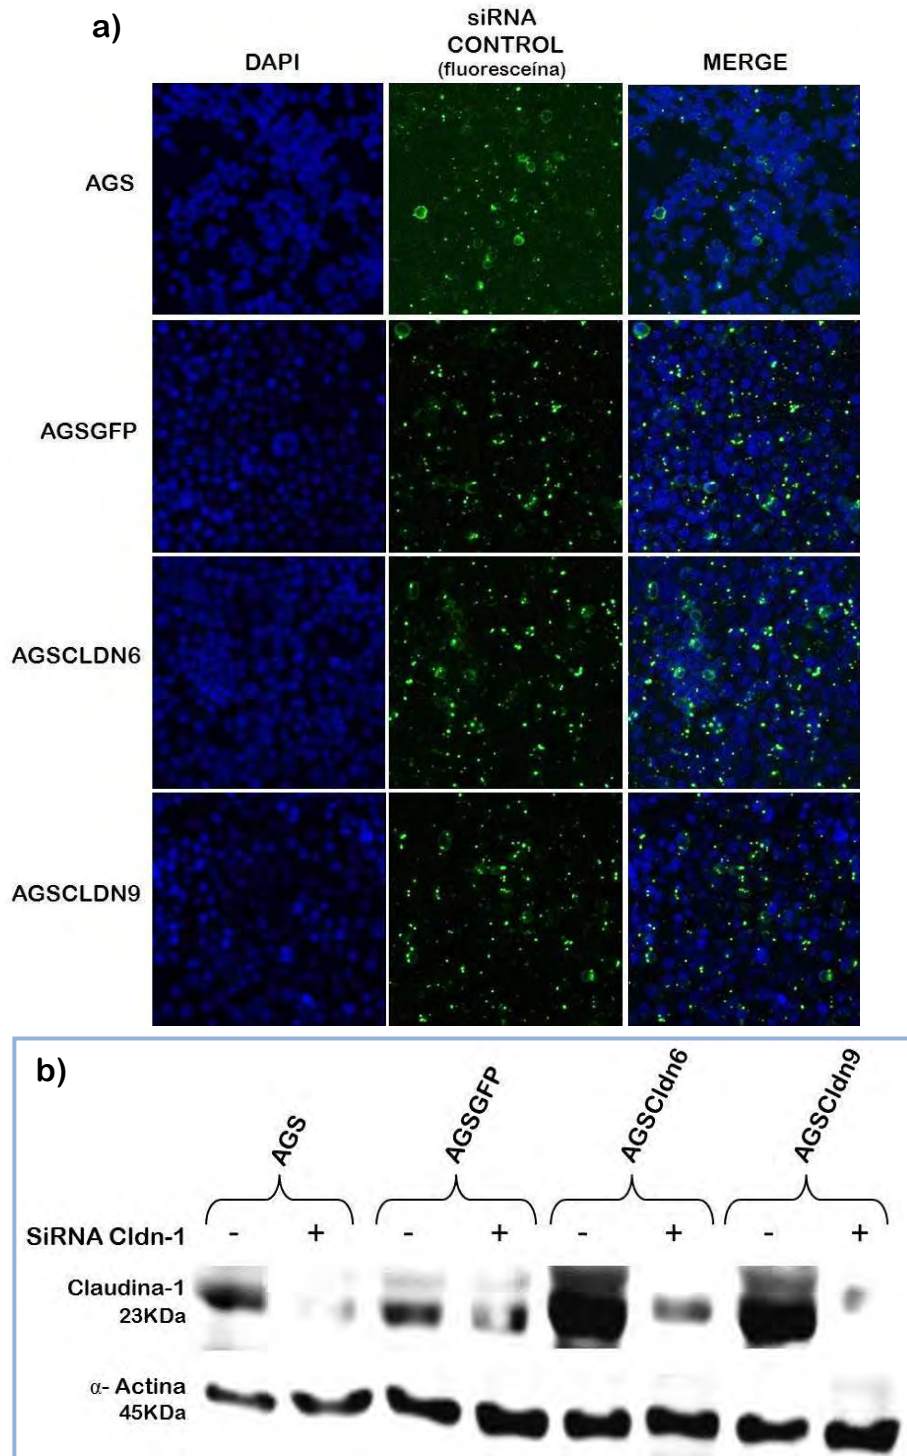 a)
DAPI
siRNA
CONTROL
(fluoresceína)
MERGE
AGS
AGSGFP
AGSCLDN6
AGSCLDN9
b)
AGS
AGSGFP
AGSCldn6
AGSCldn9
SiRNA Cldn-1
- + - + - + - +
Claudina-1
23KDa
α- Actina
45KDa